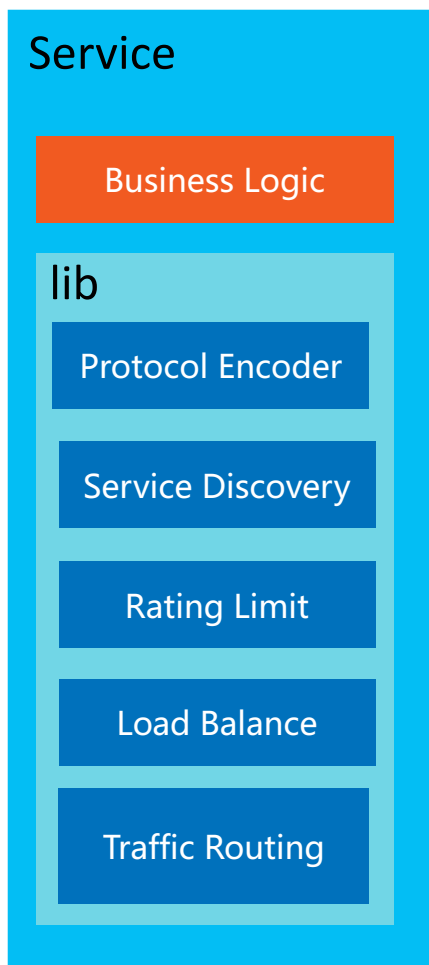 Service
Business Logic
lib
Protocol Encoder
Service Discovery
Rating Limit
Load Balance
Traffic Routing